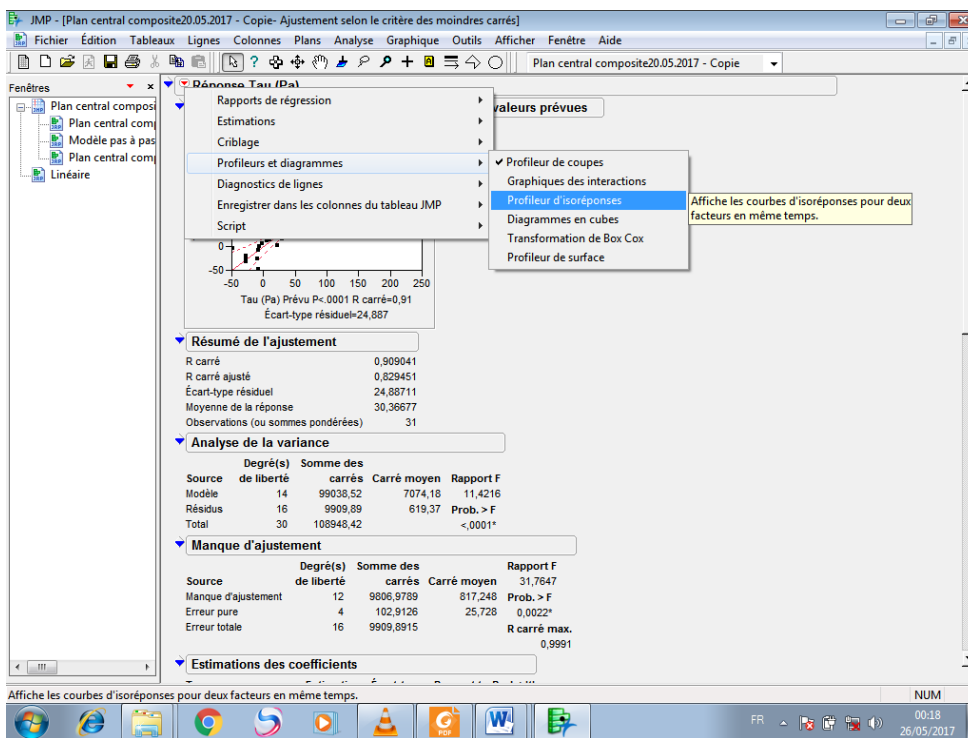 JMP - [Plan central composite20.05.2017 - Copie- Ajustement selon le critère des moindres carrés]
Fichier Édition Tableaux Lignes Colonnes Plans Analyse Graphique Outils Afficher Fenêtre Aide
Plan central composite20.05.2017 - Copie
Fenêtres
Plan central composi
Plan central com
Modèle pas à pas
Plan central com
Linéaire
Réponse Tau (Pa)
valeurs prévues
Rapports de régression
Estimations
Criblage
Profileurs et diagrammes
Diagnostics de lignes
Enregistrer dans les colonnes du tableau JMP
Script
Profileur de coupes
Graphiques des interactions
Profileur d'isoréponses
Diagrammes en cubes
Transformation de Box Cox
Profileur de surface
Affiche les courbes d'isoréponses pour deux
facteurs en même temps.
0
-50
-50 0 50 100 150 200 250
Tau (Pa) Prévu P<.0001 R carré=0,91
Écart-type résiduel=24,887
Résumé de l'ajustement
R carré 0,909041
R carré ajusté 0,829451
Écart-type résiduel 24,88711
Moyenne de la réponse 30,36677
Observations (ou sommes pondérées) 31
Analyse de la variance
Degré(s) Somme des
Source de liberté carrés Carré moyen Rapport F
Modèle 14 99038,52 7074,18 11,4216
Résidus 16 9909,89 619,37 Prob. > F
Total 30 108948,42 <,0001*
Manque d'ajustement
Degré(s) Somme des Rapport F
Source de liberté carrés Carré moyen 31,7647
Manque d'ajustement 12 9806,9789 817,248 Prob. > F
Erreur pure 4 102,9126 25,728 0,0022*
Erreur totale 16 9909,8915 R carré max.
0,9991
Estimations des coefficients
Affiche les courbes d'isoréponses pour deux facteurs en même temps.
NUM
PDF
FR
00:18
26/05/2017